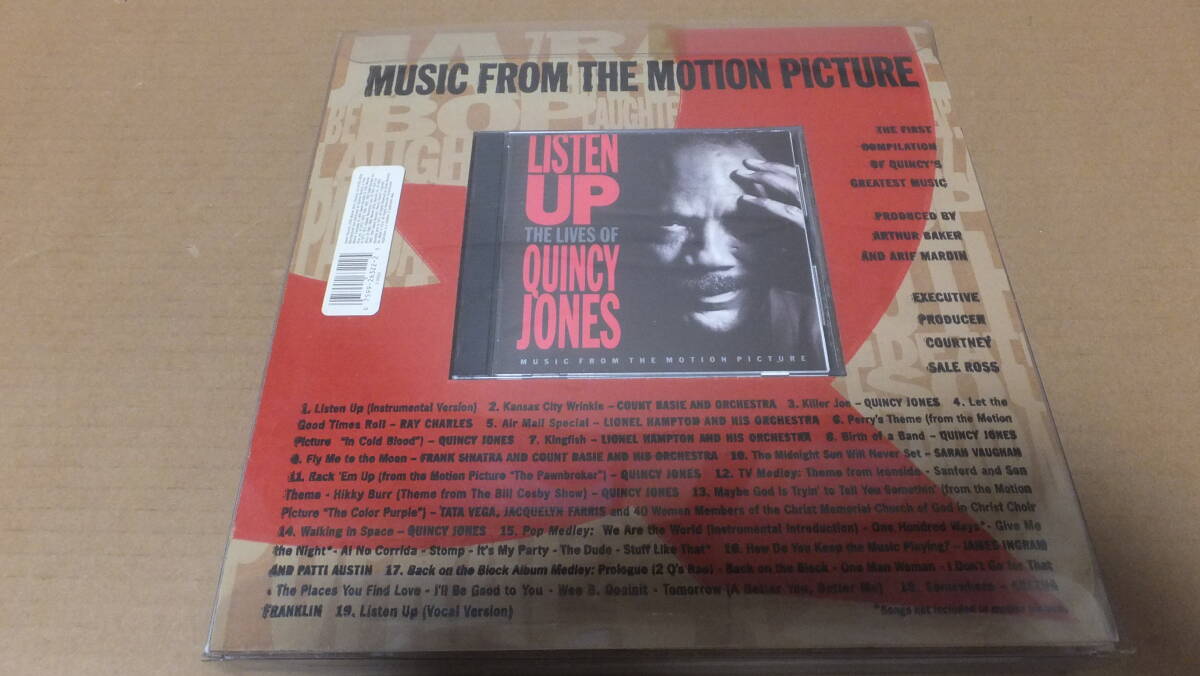 MUSIC FROM THE MOTION PICTURE
THE FIRST
COMPILATION
OF QUINCY'S
GREATEST MUSIC
PRODUCED BY
ARTHUR BAKER
AND ARIF MARDIN
EXECUTIVE
PRODUCER
COURTNEY
SALE ROSS
LISTEN
UP
THE LIVES OF
QUINCY
JONES
MUSIC FROM THE MOTION PICTURE
1. Listen Up (Instrumental Version) 2. Kansas City Wrinkle – COUNT BASIE AND ORCHESTRA 3. Killer Joe – QUINCY JONES 4. Let the
Good Times Roll – RAY CHARLES 5. Air Mail Special – LIONEL HAMPTON AND HIS ORCHESTRA 6. Perry's Theme (from the Motion
Picture "In Cold Blood") – QUINCY JONES 7. Kingfish – LIONEL HAMPTON AND HIS ORCHESTRA 8. Birth of a Band – QUINCY JONES
9. Fly Me to the Moon – FRANK SINATRA AND COUNT BASIE AND HIS ORCHESTRA 10. The Midnight Sun Will Never Set – SARAH VAUGHAN
11. Rack 'Em Up (from the Motion Picture "The Pawnbroker") – QUINCY JONES 12. TV Medley: Theme from Ironside - Sanford and Son
Theme - Hikky Burr (Theme from The Bill Cosby Show) – QUINCY JONES 13. Maybe God Is Tryin' to Tell You Somethin' (from the Motion
Picture "The Color Purple") – TATA VEGA, JACQUELYN FARRIS and 40 Women Members of the Christ Memorial Church of God in Christ Choir
14. Walking in Space – QUINCY JONES 15. Pop Medley: We Are the World (Instrumental Introduction) - One Hundred Ways* - Give Me
the Night* - Ai No Corrida - Stomp - It's My Party - The Dude - Stuff Like That* 16. How Do You Keep the Music Playing? – JAMES INGRAM
AND PATTI AUSTIN 17. Back on the Block Album Medley: Prologue (2 Q's Rap) - Back on the Block - One Man Woman - I Don't Go for That
- The Places You Find Love - I'll Be Good to You - Wee B. Dooinit - Tomorrow (A Better You, Better Me) 18. Somewhere – ARETHA
FRANKLIN 19. Listen Up (Vocal Version)
*Songs not included in motion picture